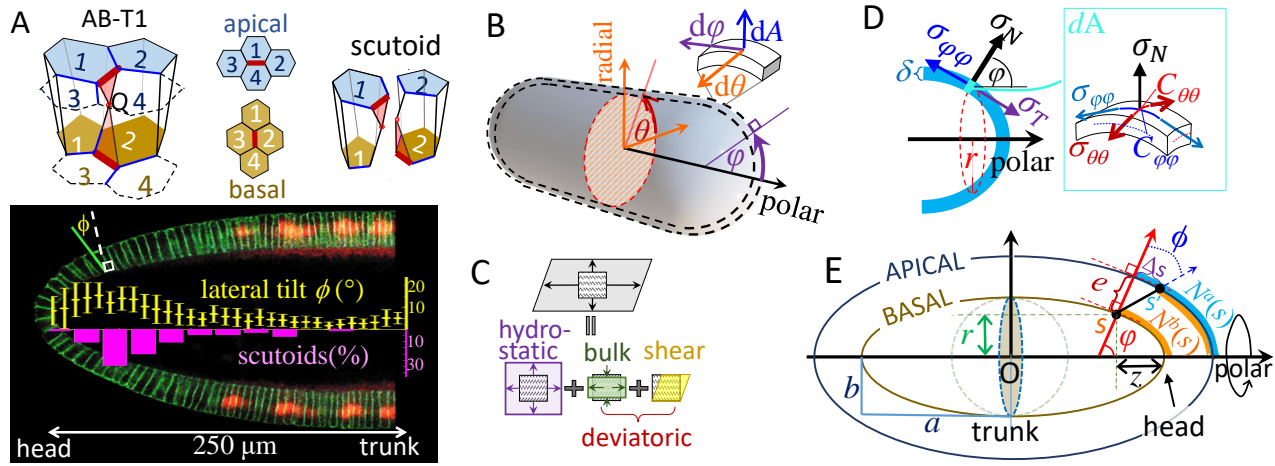 A
AB-T1
1
2
3
Q
4
1
2
3
4
apical
1
3
2
4
1
3
2
4
basal
scutoid
1
2
1
2
ϕ
lateral tilt ϕ (°)
20
10
scutoids(%)
10
30
head
250 µm
trunk
B
radial
θ
φ
polar
dφ
dA
dθ
C
hydro-
static
bulk
shear
deviatoric
D
σφφ
σN
φ
δ
σT
r
polar
dA
σN
σφφ
Cθθ
σθθ
Cφφ
E
APICAL
BASAL
ϕ
Δs
e
s'
Nᵃ(s)
s
Nᵇ(s)
r
φ
O
z
polar
b
a
trunk
head